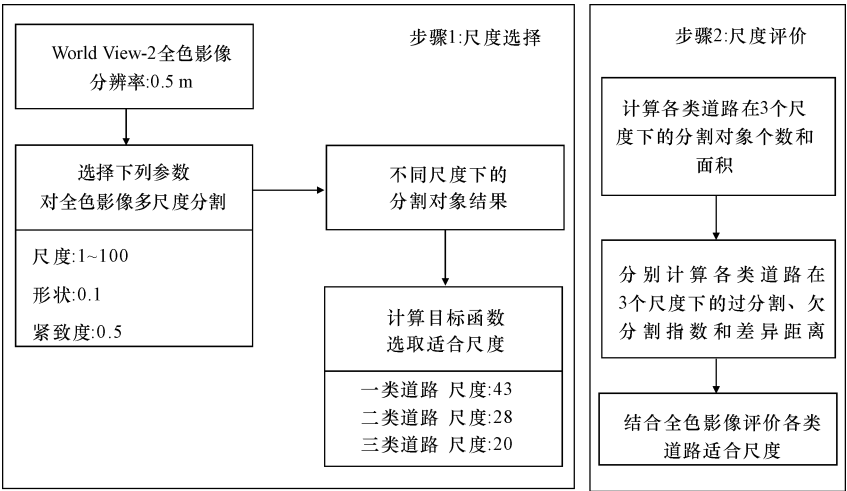 步骤1:尺度选择
World View-2全色影像
分辨率:0.5 m
选择下列参数
对全色影像多尺度分割
尺度:1~100
形状:0.1
紧致度:0.5
不同尺度下的
分割对象结果
计算目标函数
选取适合尺度
一类道路 尺度:43
二类道路 尺度:28
三类道路 尺度:20
步骤2:尺度评价
计算各类道路在3个尺
度下的分割对象个数和
面积
分别计算各类道路在
3个尺度下的过分割、欠
分割指数和差异距离
结合全色影像评价各类
道路适合尺度